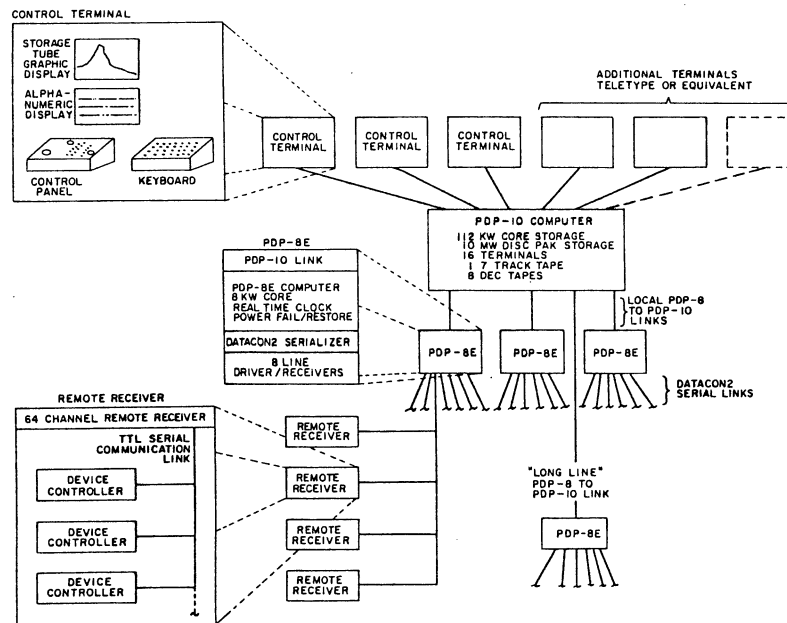 CONTROL TERMINAL
STORAGE
TUBE
GRAPHIC
DISPLAY
ALPHA-
NUMERIC
DISPLAY
CONTROL
PANEL
KEYBOARD
ADDITIONAL TERMINALS
TELETYPE OR EQUIVALENT
CONTROL
TERMINAL
CONTROL
TERMINAL
CONTROL
TERMINAL
PDP-10 COMPUTER
112 KW CORE STORAGE
10 MW DISC PAK STORAGE
16 TERMINALS
1 7 TRACK TAPE
8 DEC TAPES
PDP-8E
PDP-10 LINK
PDP-8E COMPUTER
8 KW CORE
REAL TIME CLOCK
POWER FAIL/RESTORE
DATACON2 SERIALIZER
8 LINE
DRIVER/RECEIVERS
LOCAL PDP-8
TO PDP-10
LINKS
PDP-8E
PDP-8E
PDP-8E
DATACON2
SERIAL LINKS
REMOTE RECEIVER
64 CHANNEL REMOTE RECEIVER
TTL SERIAL
COMMUNICATION
LINK
DEVICE
CONTROLLER
DEVICE
CONTROLLER
DEVICE
CONTROLLER
REMOTE
RECEIVER
REMOTE
RECEIVER
REMOTE
RECEIVER
REMOTE
RECEIVER
"LONG LINE"
PDP-8 TO
PDP-10 LINK
PDP-8E